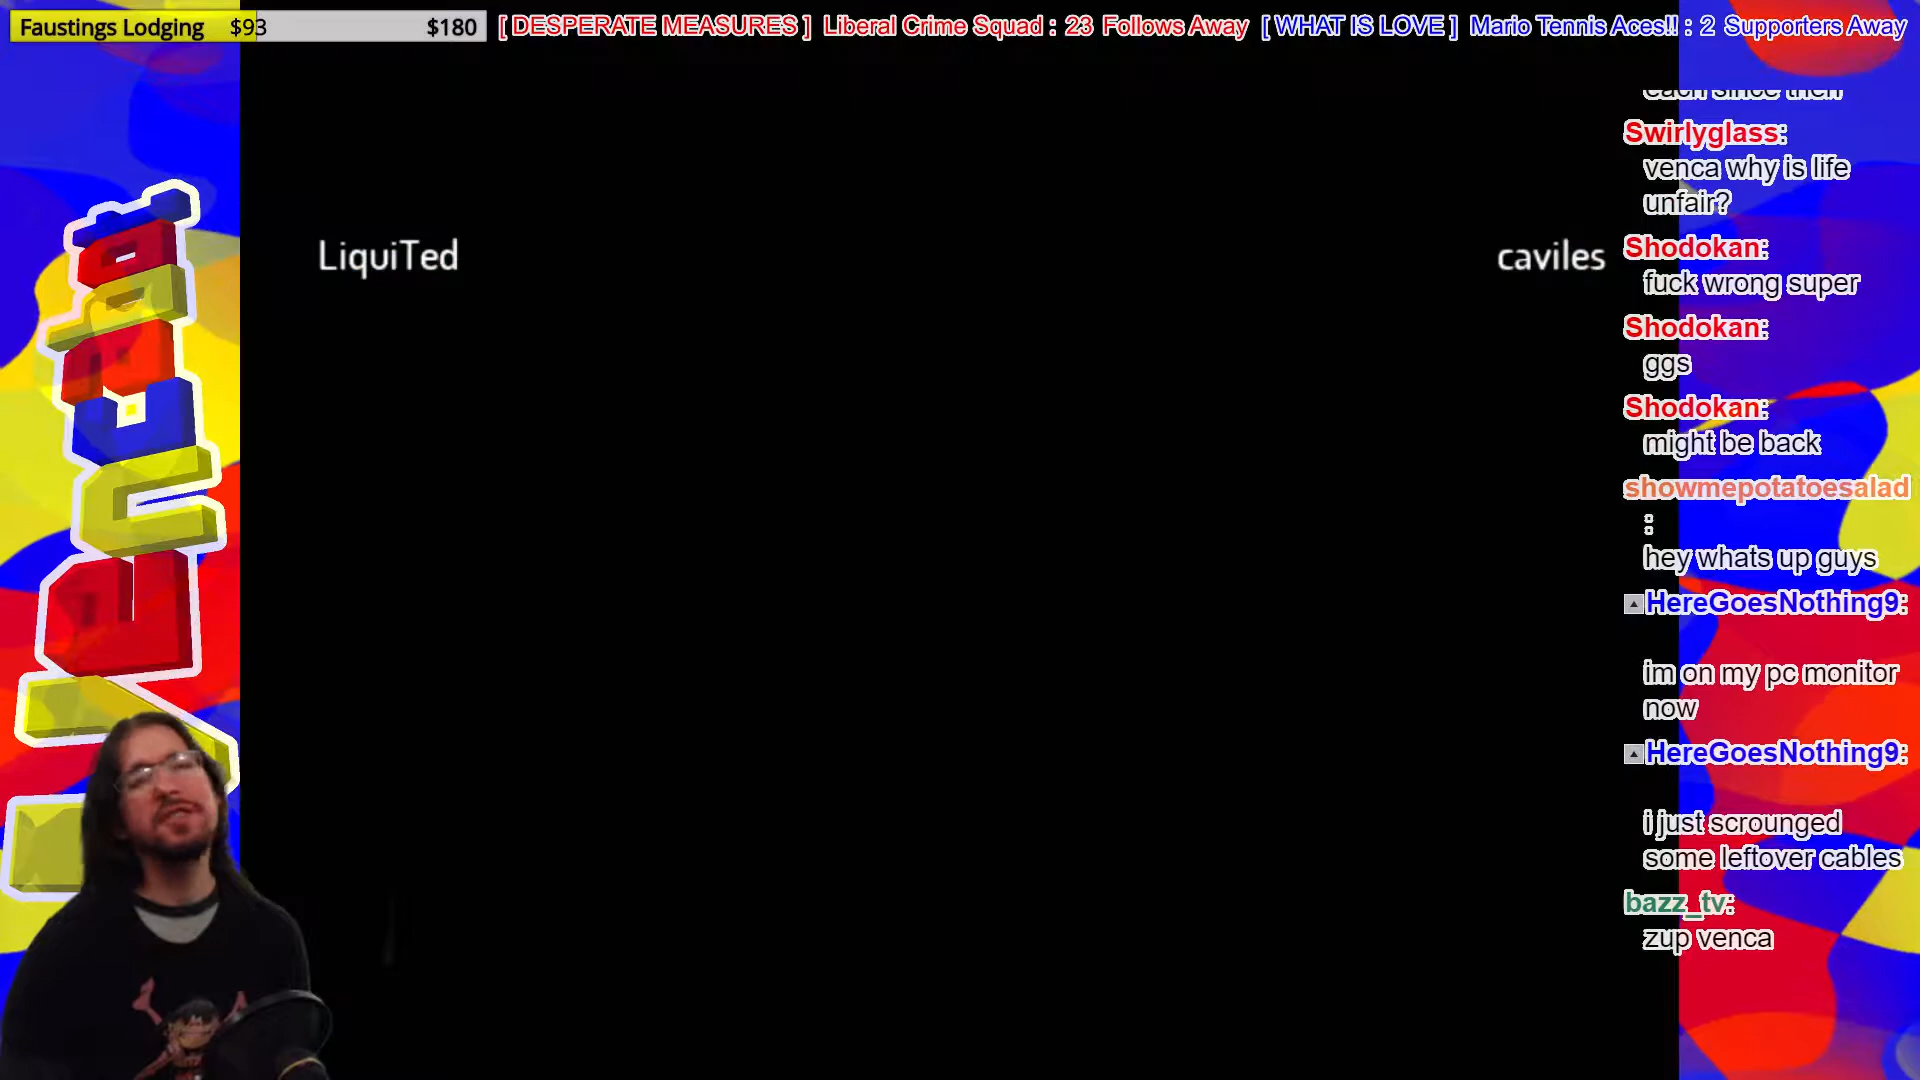 Faustings Lodging $93 $180 [ DESPERATE MEASURES ] Liberal Crime Squad : 23 Follows Away [ WHAT IS LOVE ] Mario Tennis Aces!! : 2 Supporters Away
each since then
Swirlyglass:
venca why is life
unfair?
LiquiTed caviles
Shodokan:
fuck wrong super
Shodokan:
ggs
Shodokan:
might be back
showmepotatoesalad
:
hey whats up guys
HereGoesNothing9:
im on my pc monitor
now
HereGoesNothing9:
i just scrounged
some leftover cables
bazz_tv:
zup venca